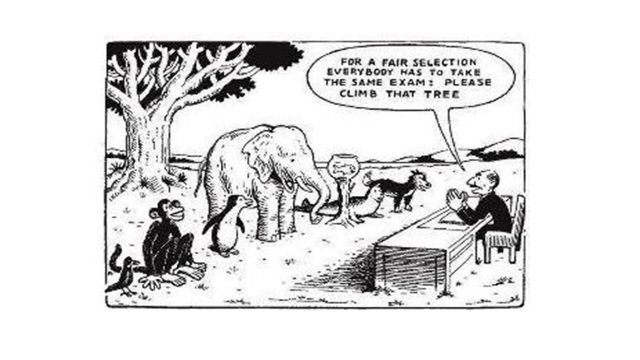 FOR A FAIR SELECTION
EVERYBODY HAS TO TAKE
THE SAME EXAM: PLEASE
CLIMB THAT TREE